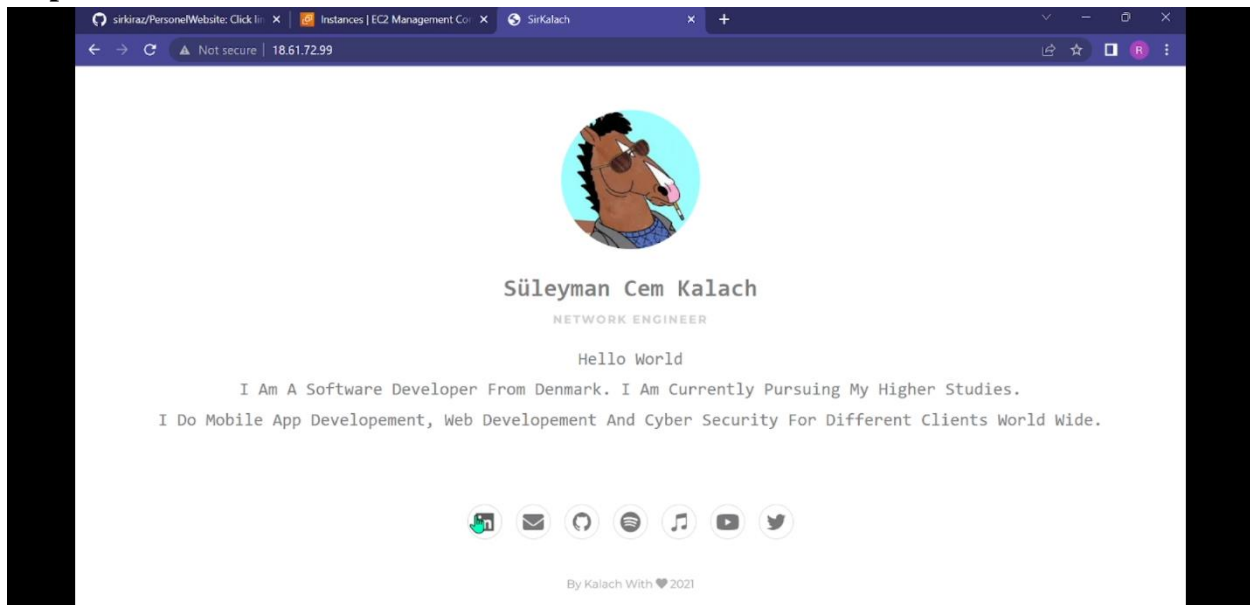 sirkiraz/PersonelWebsite: Click lin
Instances | EC2 Management Con
SirKalach
Not secure | 18.61.72.99
R
Süleyman Cem Kalach
NETWORK ENGINEER
Hello World
I Am A Software Developer From Denmark. I Am Currently Pursuing My Higher Studies.
I Do Mobile App Developement, Web Developement And Cyber Security For Different Clients World Wide.
By Kalach With 2021